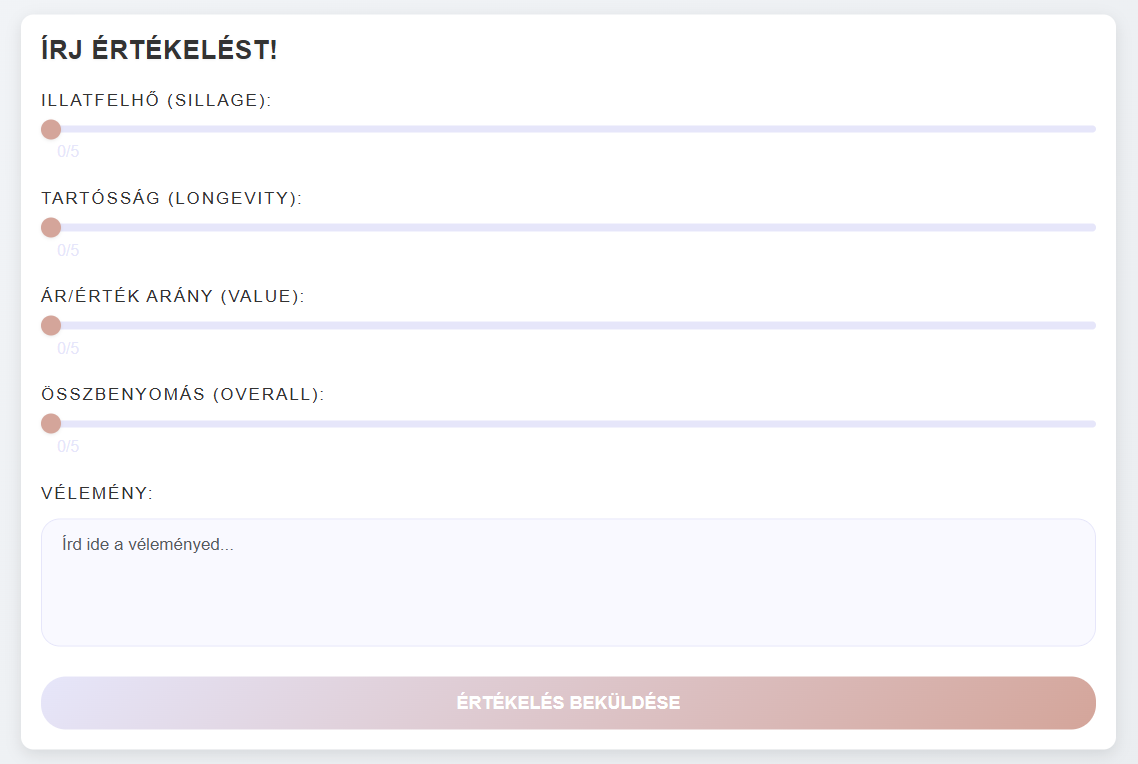 ÍRJ ÉRTÉKELÉST!
ILLATFELHŐ (SILLAGE):
0/5
TARTÓSSÁG (LONGEVITY):
0/5
ÁR/ÉRTÉK ARÁNY (VALUE):
0/5
ÖSSZBENYOMÁS (OVERALL):
0/5
VÉLEMÉNY:
Írd ide a véleményed...
ÉRTÉKELÉS BEKÜLDÉSE